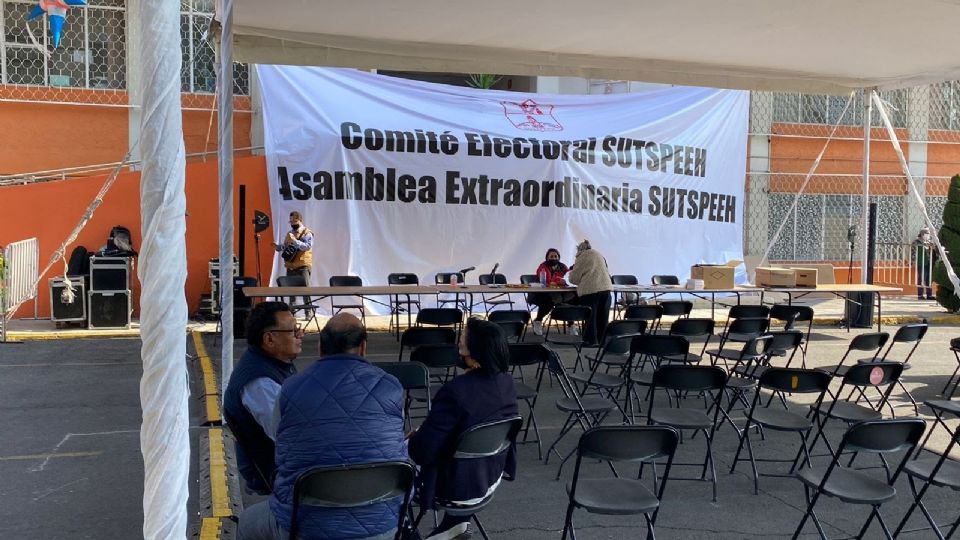 Comité Electoral SUTSPEEH
Asamblea Extraordinaria SUTSPEEH